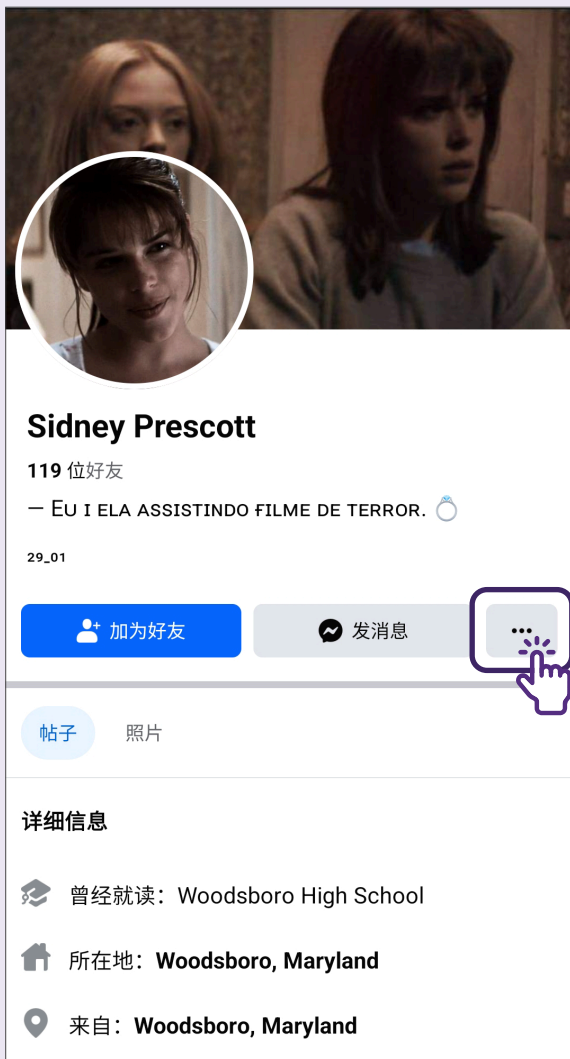 Sidney Prescott
119 位好友
— Eu i ela assistindo filme de terror. 💍
29_01
加为好友
发消息
帖子
照片
详细信息
曾经就读：Woodsboro High School
所在地：Woodsboro, Maryland
来自：Woodsboro, Maryland